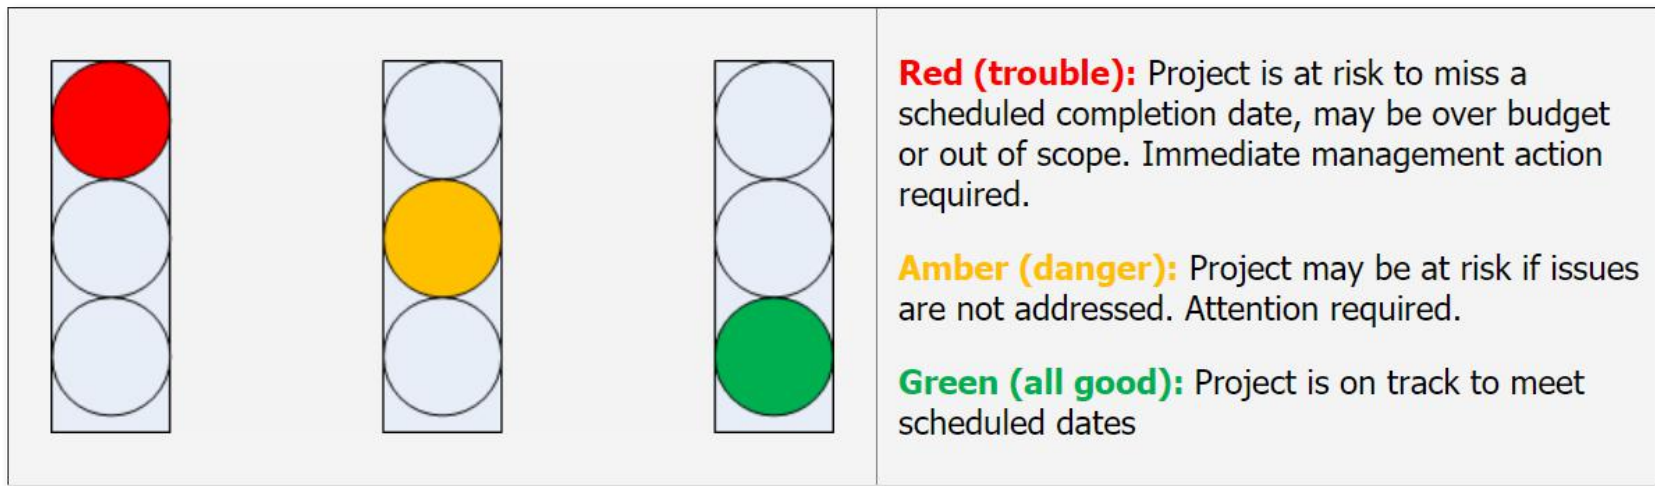 Red (trouble): Project is at risk to miss a
scheduled completion date, may be over budget
or out of scope. Immediate management action
required.
Amber (danger): Project may be at risk if issues
are not addressed. Attention required.
Green (all good): Project is on track to meet
scheduled dates